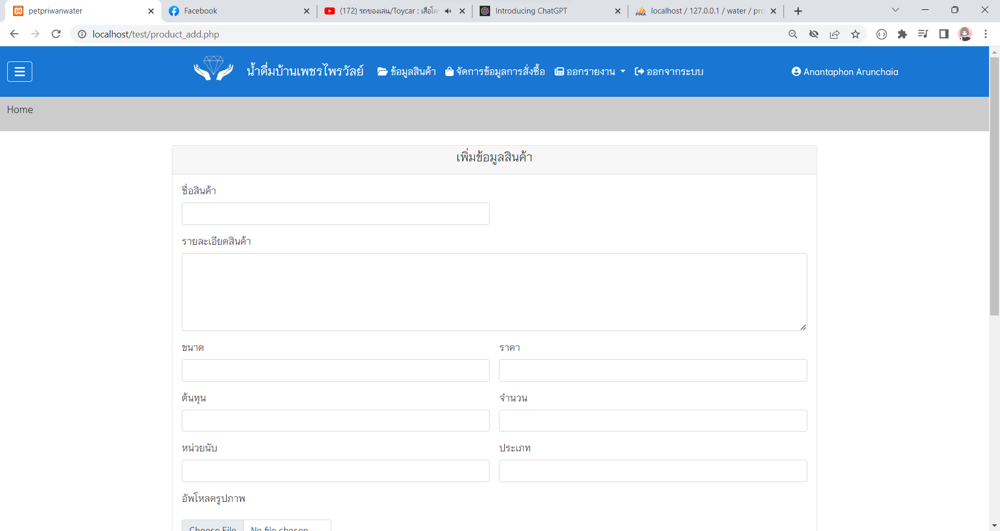 petpriwanwater
Facebook
(172) รถของเล่น/Toycar : เสือโค
Introducing ChatGPT
localhost / 127.0.0.1 / water / pro
localhost/test/product_add.php
น้ำดื่มบ้านเพชรไพรวัลย์
ข้อมูลสินค้า
จัดการข้อมูลการสั่งซื้อ
ออกรายงาน
ออกจากระบบ
Anantaphon Arunchaia
Home
เพิ่มข้อมูลสินค้า
ชื่อสินค้า
รายละเอียดสินค้า
ขนาด
ราคา
ต้นทุน
จำนวน
หน่วยนับ
ประเภท
อัพโหลดรูปภาพ
Choose File No file chosen